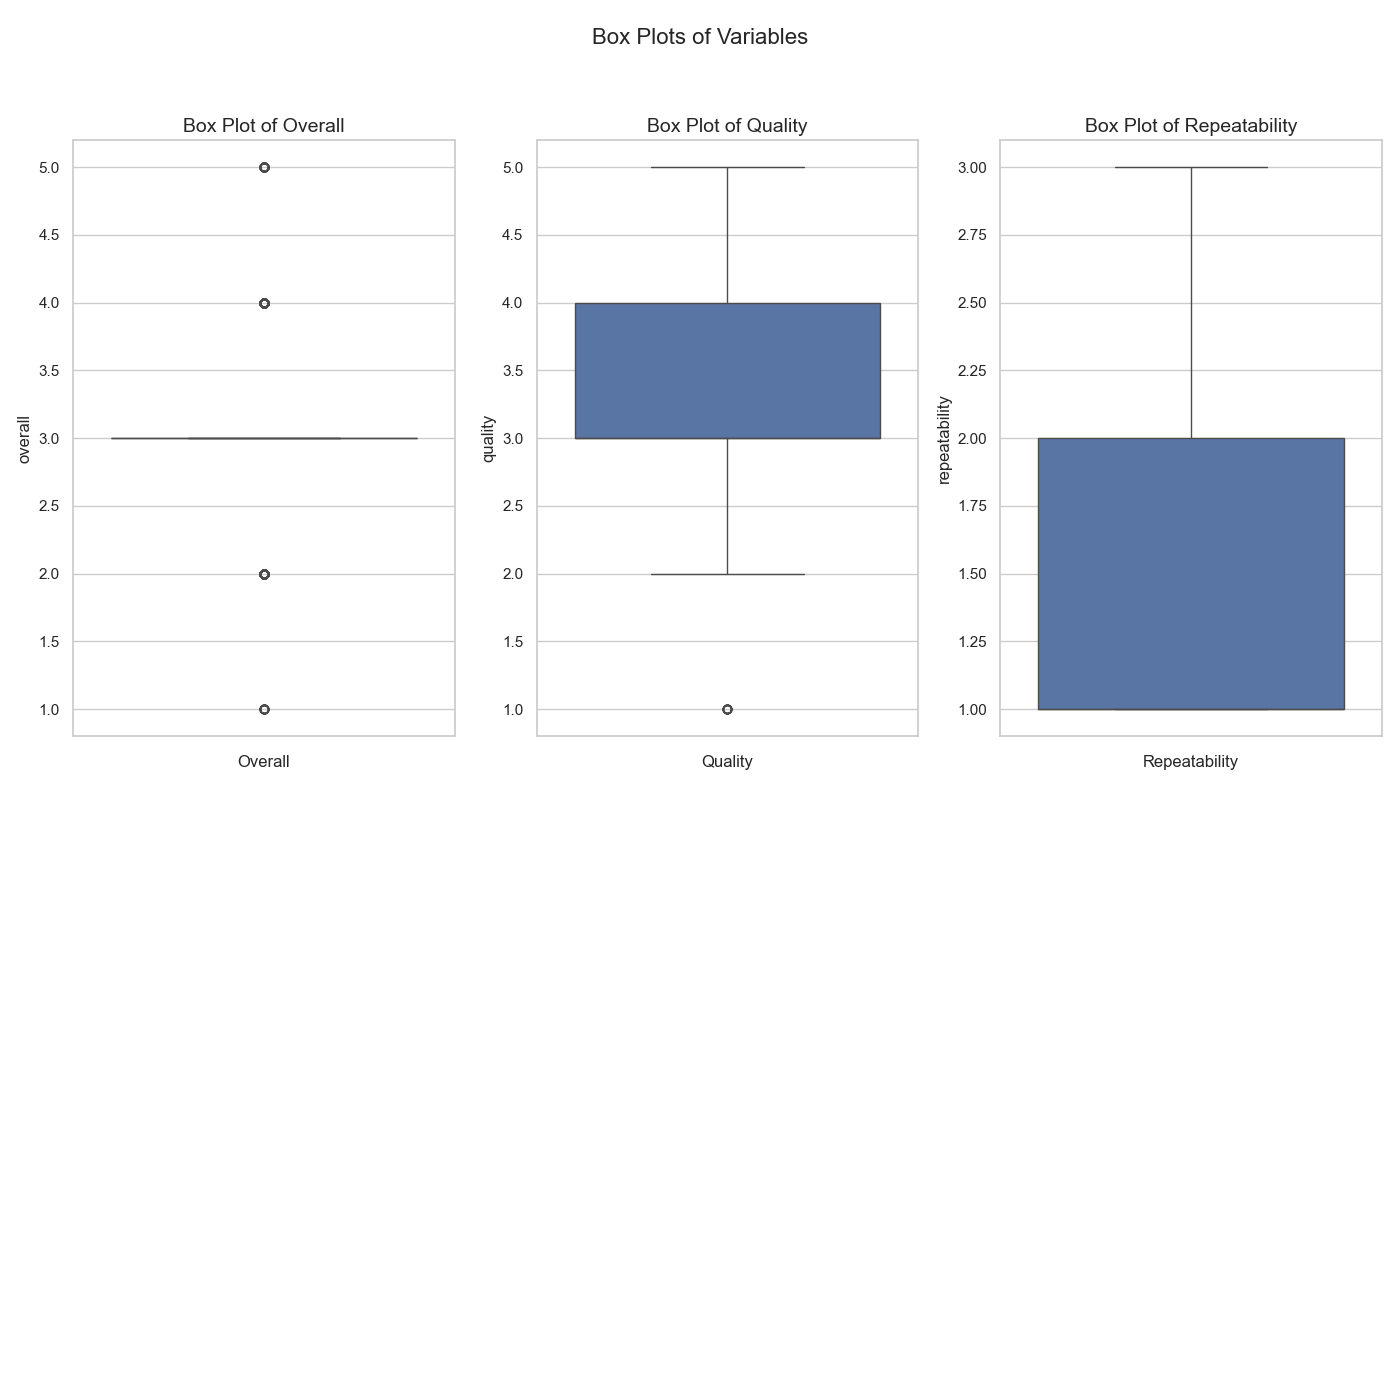 Box Plots of Variables
Box Plot of Overall
5.0
4.5
4.0
3.5
3.0
2.5
2.0
1.5
1.0
overall
Overall
Box Plot of Quality
5.0
4.5
4.0
3.5
3.0
2.5
2.0
1.5
1.0
quality
Quality
Box Plot of Repeatability
3.00
2.75
2.50
2.25
2.00
1.75
1.50
1.25
1.00
repeatability
Repeatability